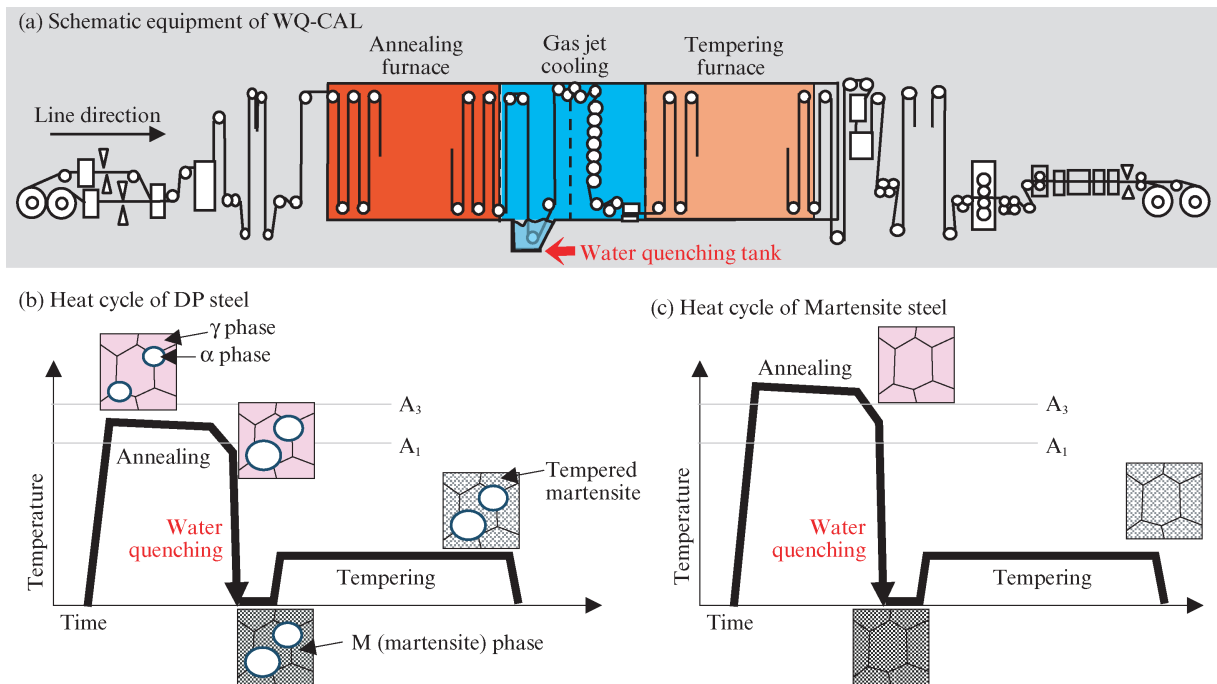 (a) Schematic equipment of WQ-CAL
Annealing
furnace
Gas jet
cooling
Tempering
furnace
Line direction
Water quenching tank
(b) Heat cycle of DP steel
γ phase
α phase
A₃
A₁
Annealing
Tempered
martensite
Water
quenching
Tempering
Temperature
Time
M (martensite) phase
(c) Heat cycle of Martensite steel
Annealing
A₃
A₁
Water
quenching
Tempering
Temperature
Time